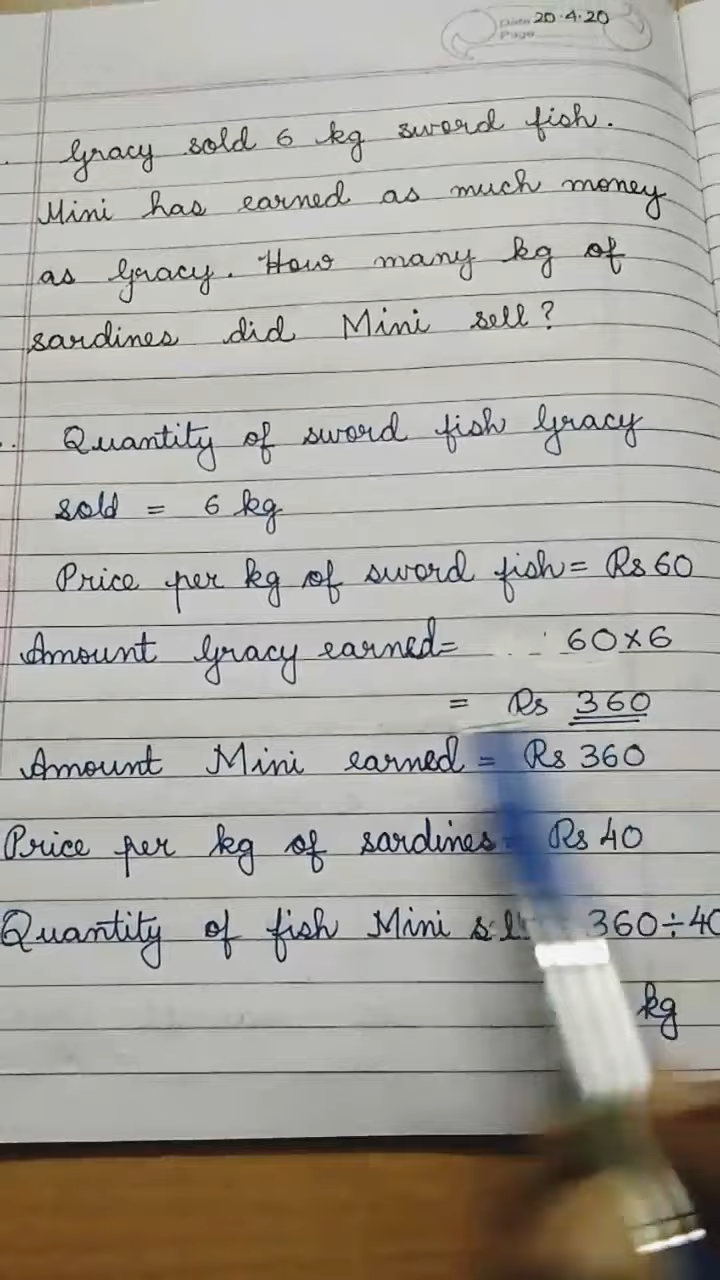 Date 20.4.20
Page
Gracy sold 6 kg sword fish.
Mini has earned as much money
as Gracy. How many kg of
sardines did Mini sell?
Quantity of sword fish Gracy
sold = 6 kg
Price per kg of sword fish = Rs 60
Amount Gracy earned = 60×6
= Rs 360
Amount Mini earned = Rs 360
Price per kg of sardines Rs 40
Quantity of fish Mini 360÷40
kg